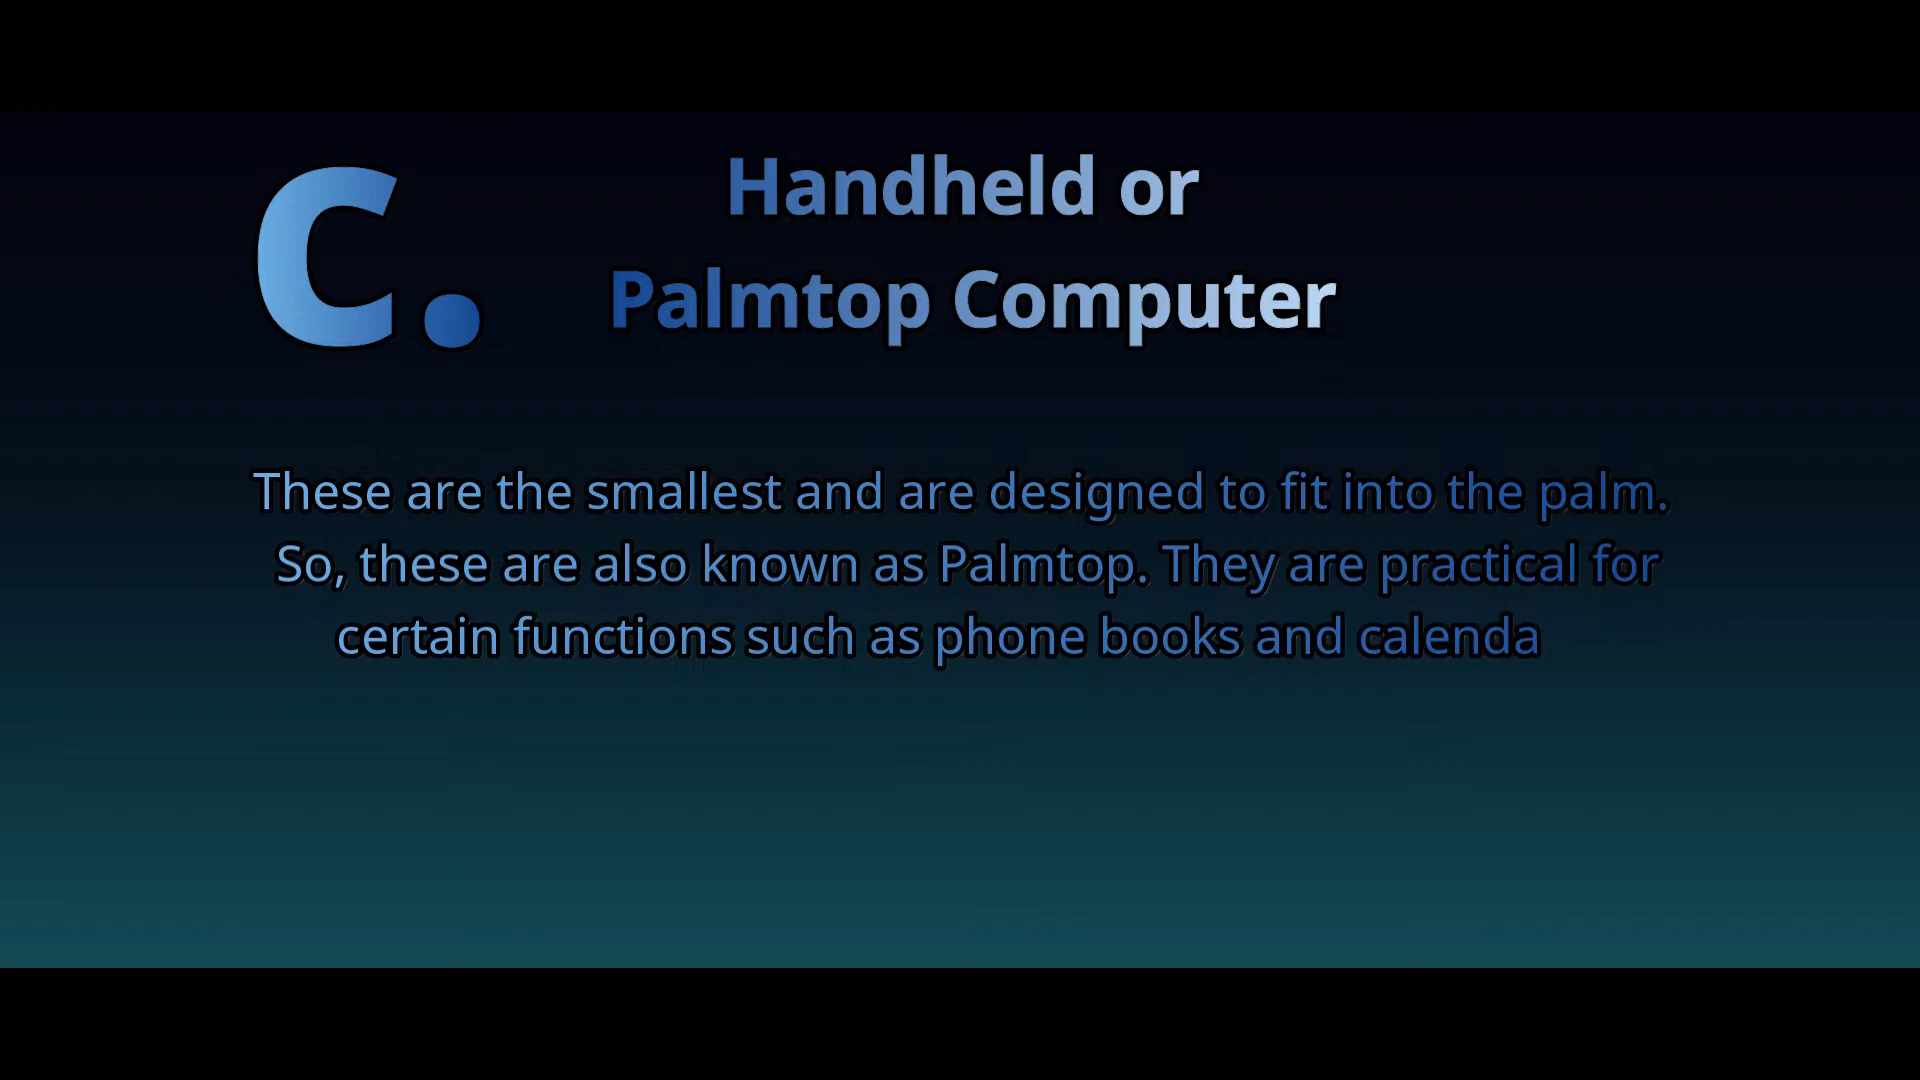 C.
Handheld or
Palmtop Computer
These are the smallest and are designed to fit into the palm.
So, these are also known as Palmtop. They are practical for
certain functions such as phone books and calenda